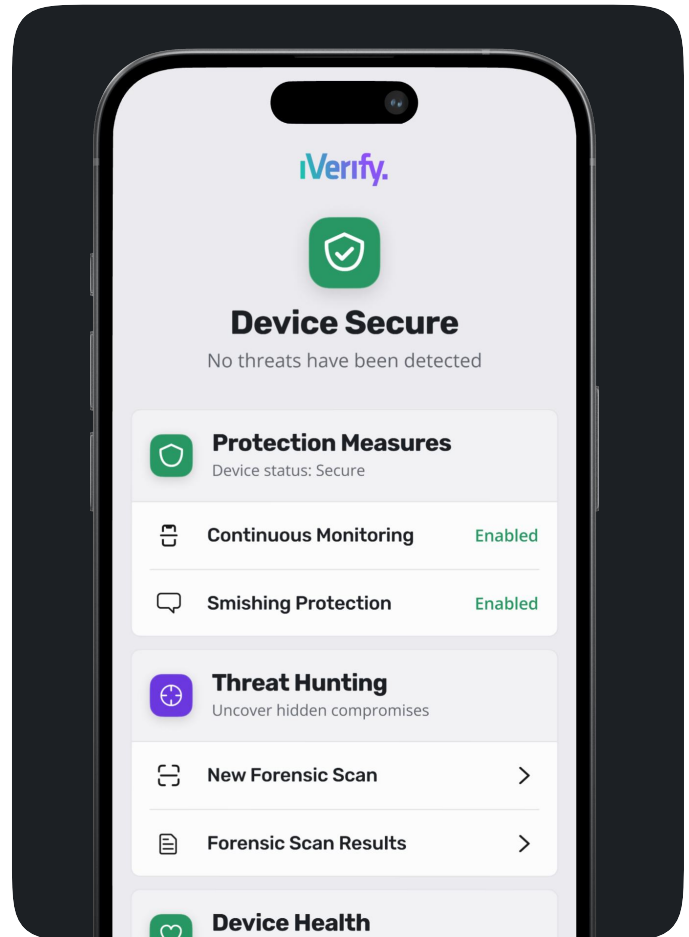 iVerify.
Device Secure
No threats have been detected
Protection Measures
Device status: Secure
Continuous Monitoring Enabled
Smishing Protection Enabled
Threat Hunting
Uncover hidden compromises
New Forensic Scan
Forensic Scan Results
Device Health